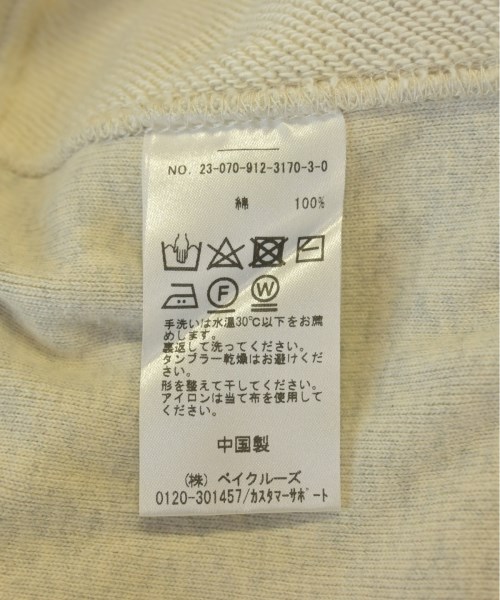 NO. 23-070-912-3170-3-0
綿 100%
F W
手洗いは水温30℃以下をお薦
めします。
裏返して洗ってください。
タンブラー乾燥はお避けくだ
さい。
形を整えて干してください。
アイロンは当て布を使用して
ください。
中国製
(株) ベイクルーズ
0120-301457/ｶｽﾀﾏｰｻﾎﾟｰﾄ